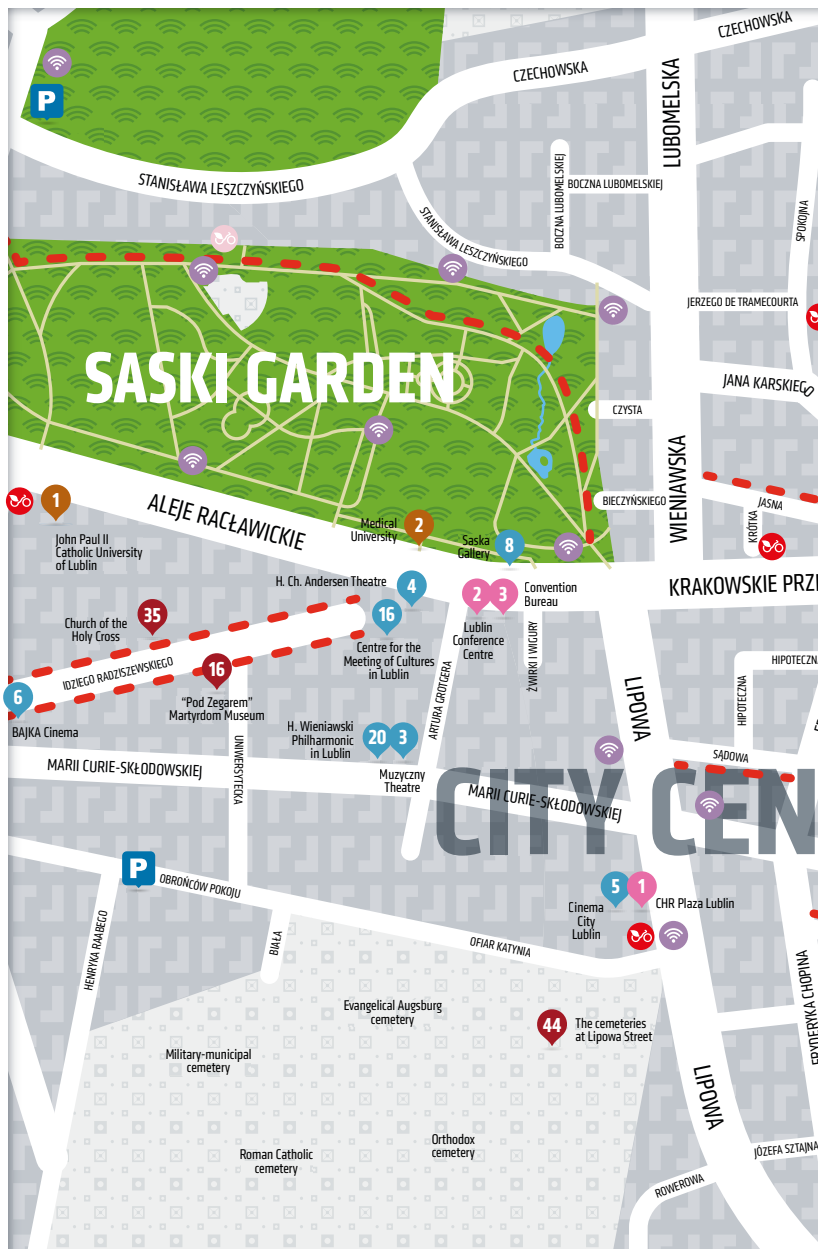 CZECHOWSKA
CZECHOWSKA
P
LUBOMELSKA
STANISŁAWA LESZCZYŃSKIEGO
BOCZNA LUBOMELSKIEJ
BOCZNA LUBOMELSKIEJ
SPOKOJNA
STANISŁAWA LESZCZYŃSKIEGO
JERZEGO DE TRAMECOURTA
SASKI GARDEN
JANA KARSKIEGO
CZYSTA
WIENIAWSKA
BIECZYŃSKIEGO
JASNA
KRÓTKA
1
John Paul II
Catholic University
of Lublin
ALEJE RACŁAWICKIE
2
Medical
University
8
Saska
Gallery
H. Ch. Andersen Theatre
4
2
3
Convention
Bureau
KRAKOWSKIE PRZE
35
Church of the
Holy Cross
16
Centre for the
Meeting of Cultures
in Lublin
Lublin
Conference
Centre
ŻWIRKI I WIGURY
IDZIEGO RADZISZEWSKIEGO
16
"Pod Zegarem"
Martyrdom Museum
6
BAJKA Cinema
ARTURA GROTGERA
LIPOWA
HIPOTECZNA
HIPOTECZNA
H. Wieniawski
Philharmonic
in Lublin
20
3
Muzyczny
Theatre
UNIWERSYTECKA
SĄDOWA
MARII CURIE-SKŁODOWSKIEJ
MARII CURIE-SKŁODOWSKIEJ
CITY CEN
P
OBROŃCÓW POKOJU
HENRYKA RAABEGO
BIAŁA
OFIAR KATYNIA
5
1
Cinema
City
Lublin
CHR Plaza Lublin
FRYDERYKA CHOPINA
Evangelical Augsburg
cemetery
44
The cemeteries
at Lipowa Street
Military-municipal
cemetery
LIPOWA
Roman Catholic
cemetery
Orthodox
cemetery
JÓZEFA SZTAJNA
ROWEROWA